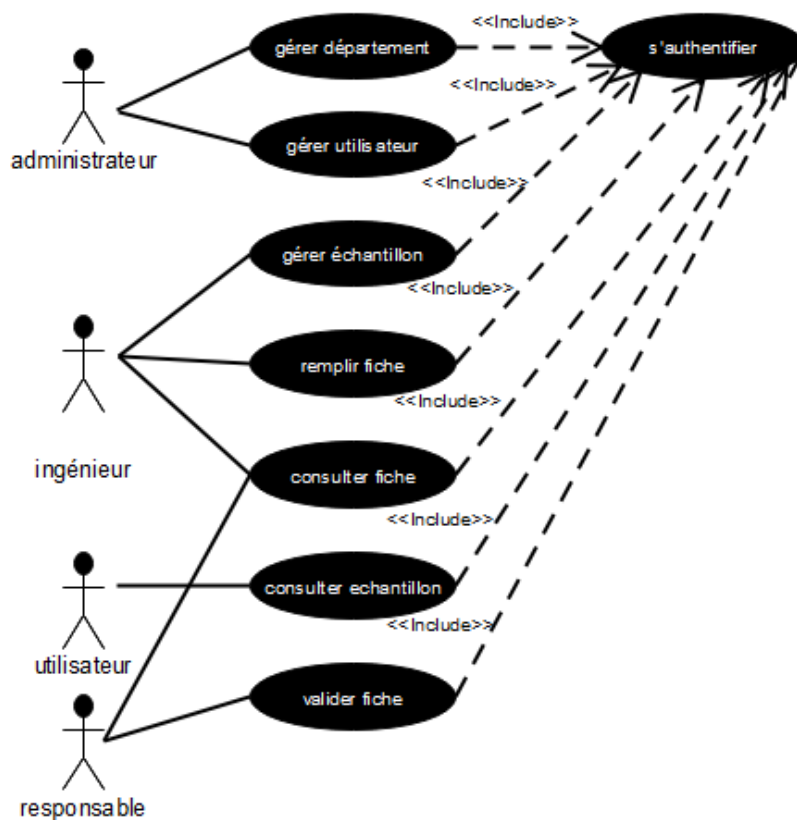 <<Include>>
gérer département
s'authentifier
<<Include>>
gérer utilisateur
administrateur
<<Include>>
gérer échantillon
<<Include>>
remplir fiche
<<Include>>
ingénieur
consulter fiche
<<Include>>
consulter echantillon
<<Include>>
utilisateur
valider fiche
responsable